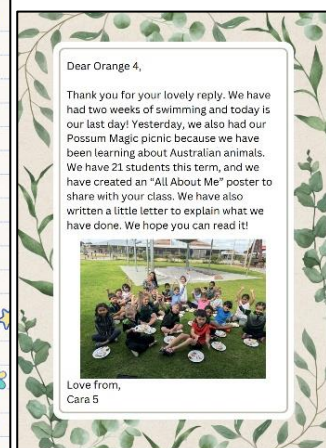 Dear Orange 4,
Thank you for your lovely reply. We have
had two weeks of swimming and today is
our last day! Yesterday, we also had our
Possum Magic picnic because we have
been learning about Australian animals.
We have 21 students this term, and we
have created an “All About Me” poster to
share with your class. We have also
written a little letter to explain what we
have done. We hope you can read it!
Love from,
Cara 5